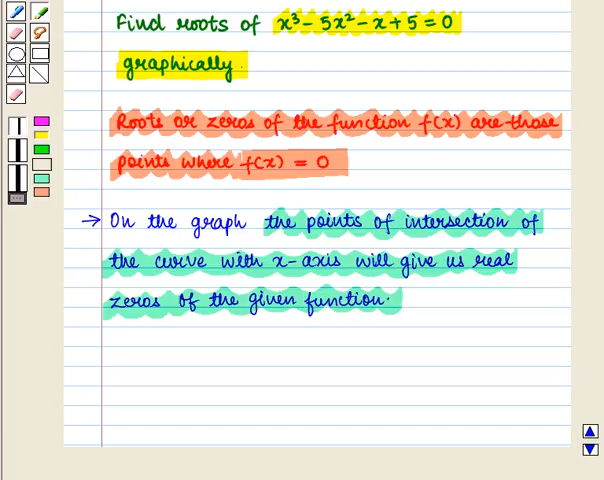 Find roots of x³ - 5x² - x + 5 = 0
graphically.
Roots or zeros of the function f(x) are those
points where f(x) = 0
→ On the graph the points of intersection of
the curve with x-axis will give us real
zeros of the given function.